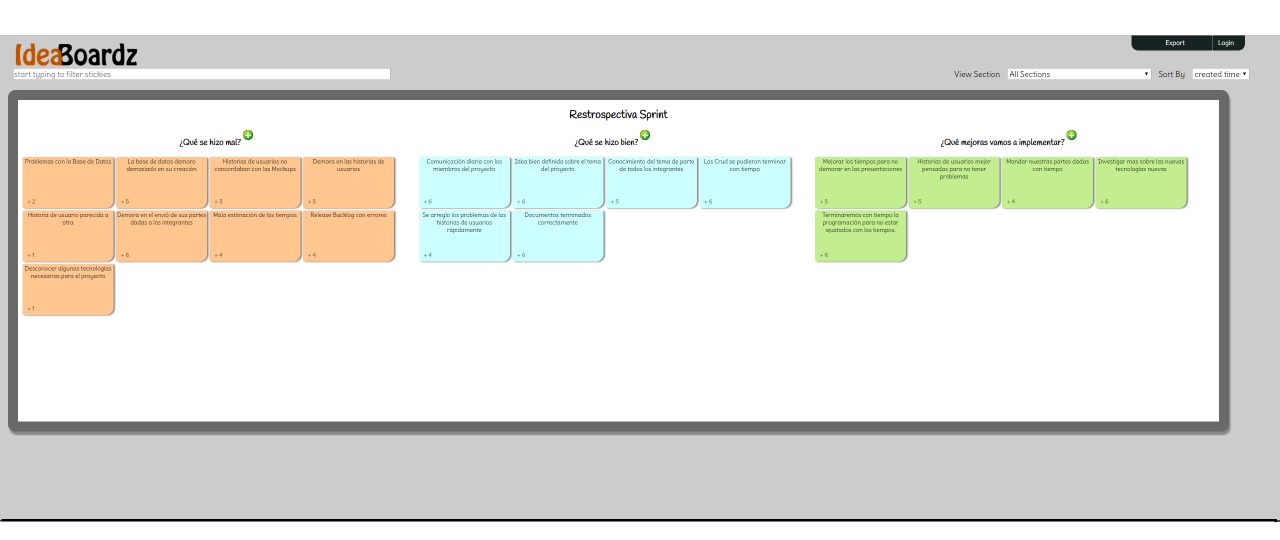 IdeaBoardz
Export
Login
start typing to filter stickies
View Section
All Sections
Sort By
created time
Restrospectiva Sprint
¿Qué se hizo mal?
Problemas con la Base de Datos
+ 2
La base de datos demoro
demasiado en su creación
+ 5
Historias de usuarios no
concordaban con las Mockups
+ 3
Demora en las historias de
usuarios
+ 5
Historia de usuario parecida a
otra
+ 1
Demora en el envió de sus partes
dadas a los integrantes
+ 6
Mala estimación de los tiempos
+ 4
Release Backlog con errores
+ 4
Desconocer algunas tecnologías
necesarias para el proyecto
+ 1
¿Qué se hizo bien?
Comunicación diaria con los
miembros del proyecto
+ 6
Idea bien definida sobre el tema
del proyecto
+ 6
Conocimiento del tema de parte
de todos los integrantes
+ 5
Los Crud se pudieron terminar
con tiempo
+ 6
Se arreglo los problemas de las
historias de usuarios
rápidamente
+ 4
Documentos terminados
correctamente
+ 6
¿Qué mejoras vamos a implementar?
Mejorar los tiempos para no
demorar en las presentaciones
+ 5
Historias de usuarios mejor
pensadas para no tener
problemas
+ 5
Mandar nuestras partes dadas
con tiempo
+ 4
Investigar mas sobre las nuevas
tecnologías nuevas
+ 6
Terminaremos con tiempo la
programación para no estar
ajustados con los tiempos.
+ 6